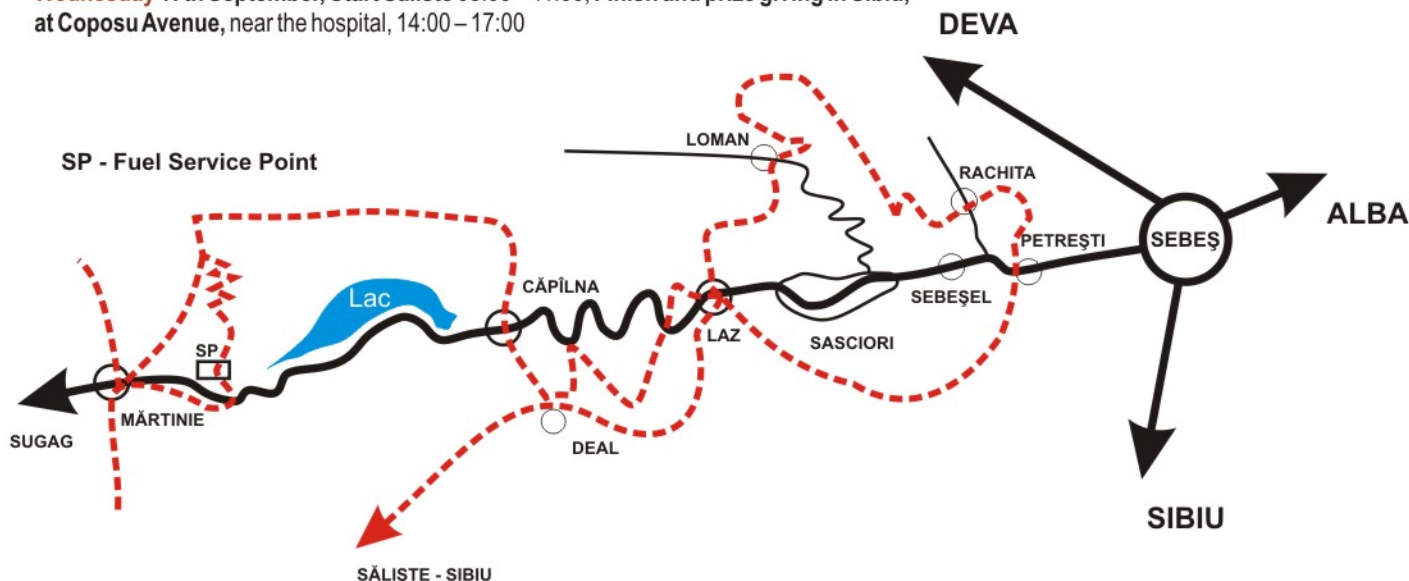 at Coposu Avenue, near the hospital, 14:00 – 17:00
DEVA
LOMAN
SP - Fuel Service Point
RACHITA
ALBA
PETREŞTI
SEBEŞ
CĂPÎLNA
Lac
SEBEŞEL
LAZ
SASCIORI
SP
MĂRTINIE
SUGAG
DEAL
SIBIU
SĂLISTE - SIBIU